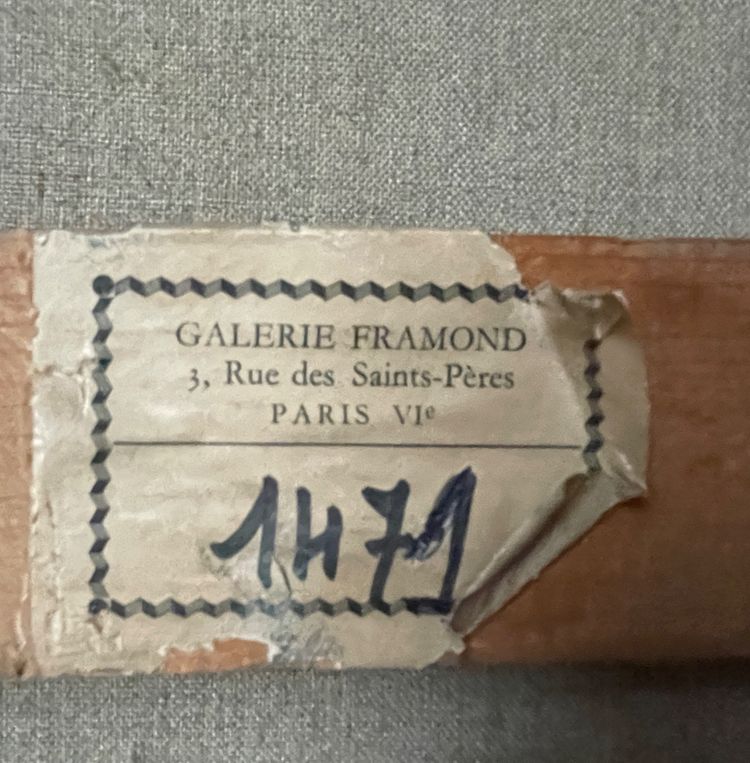 GALERIE FRAMOND
3, Rue des Saints-Pères
PARIS VIe
1471